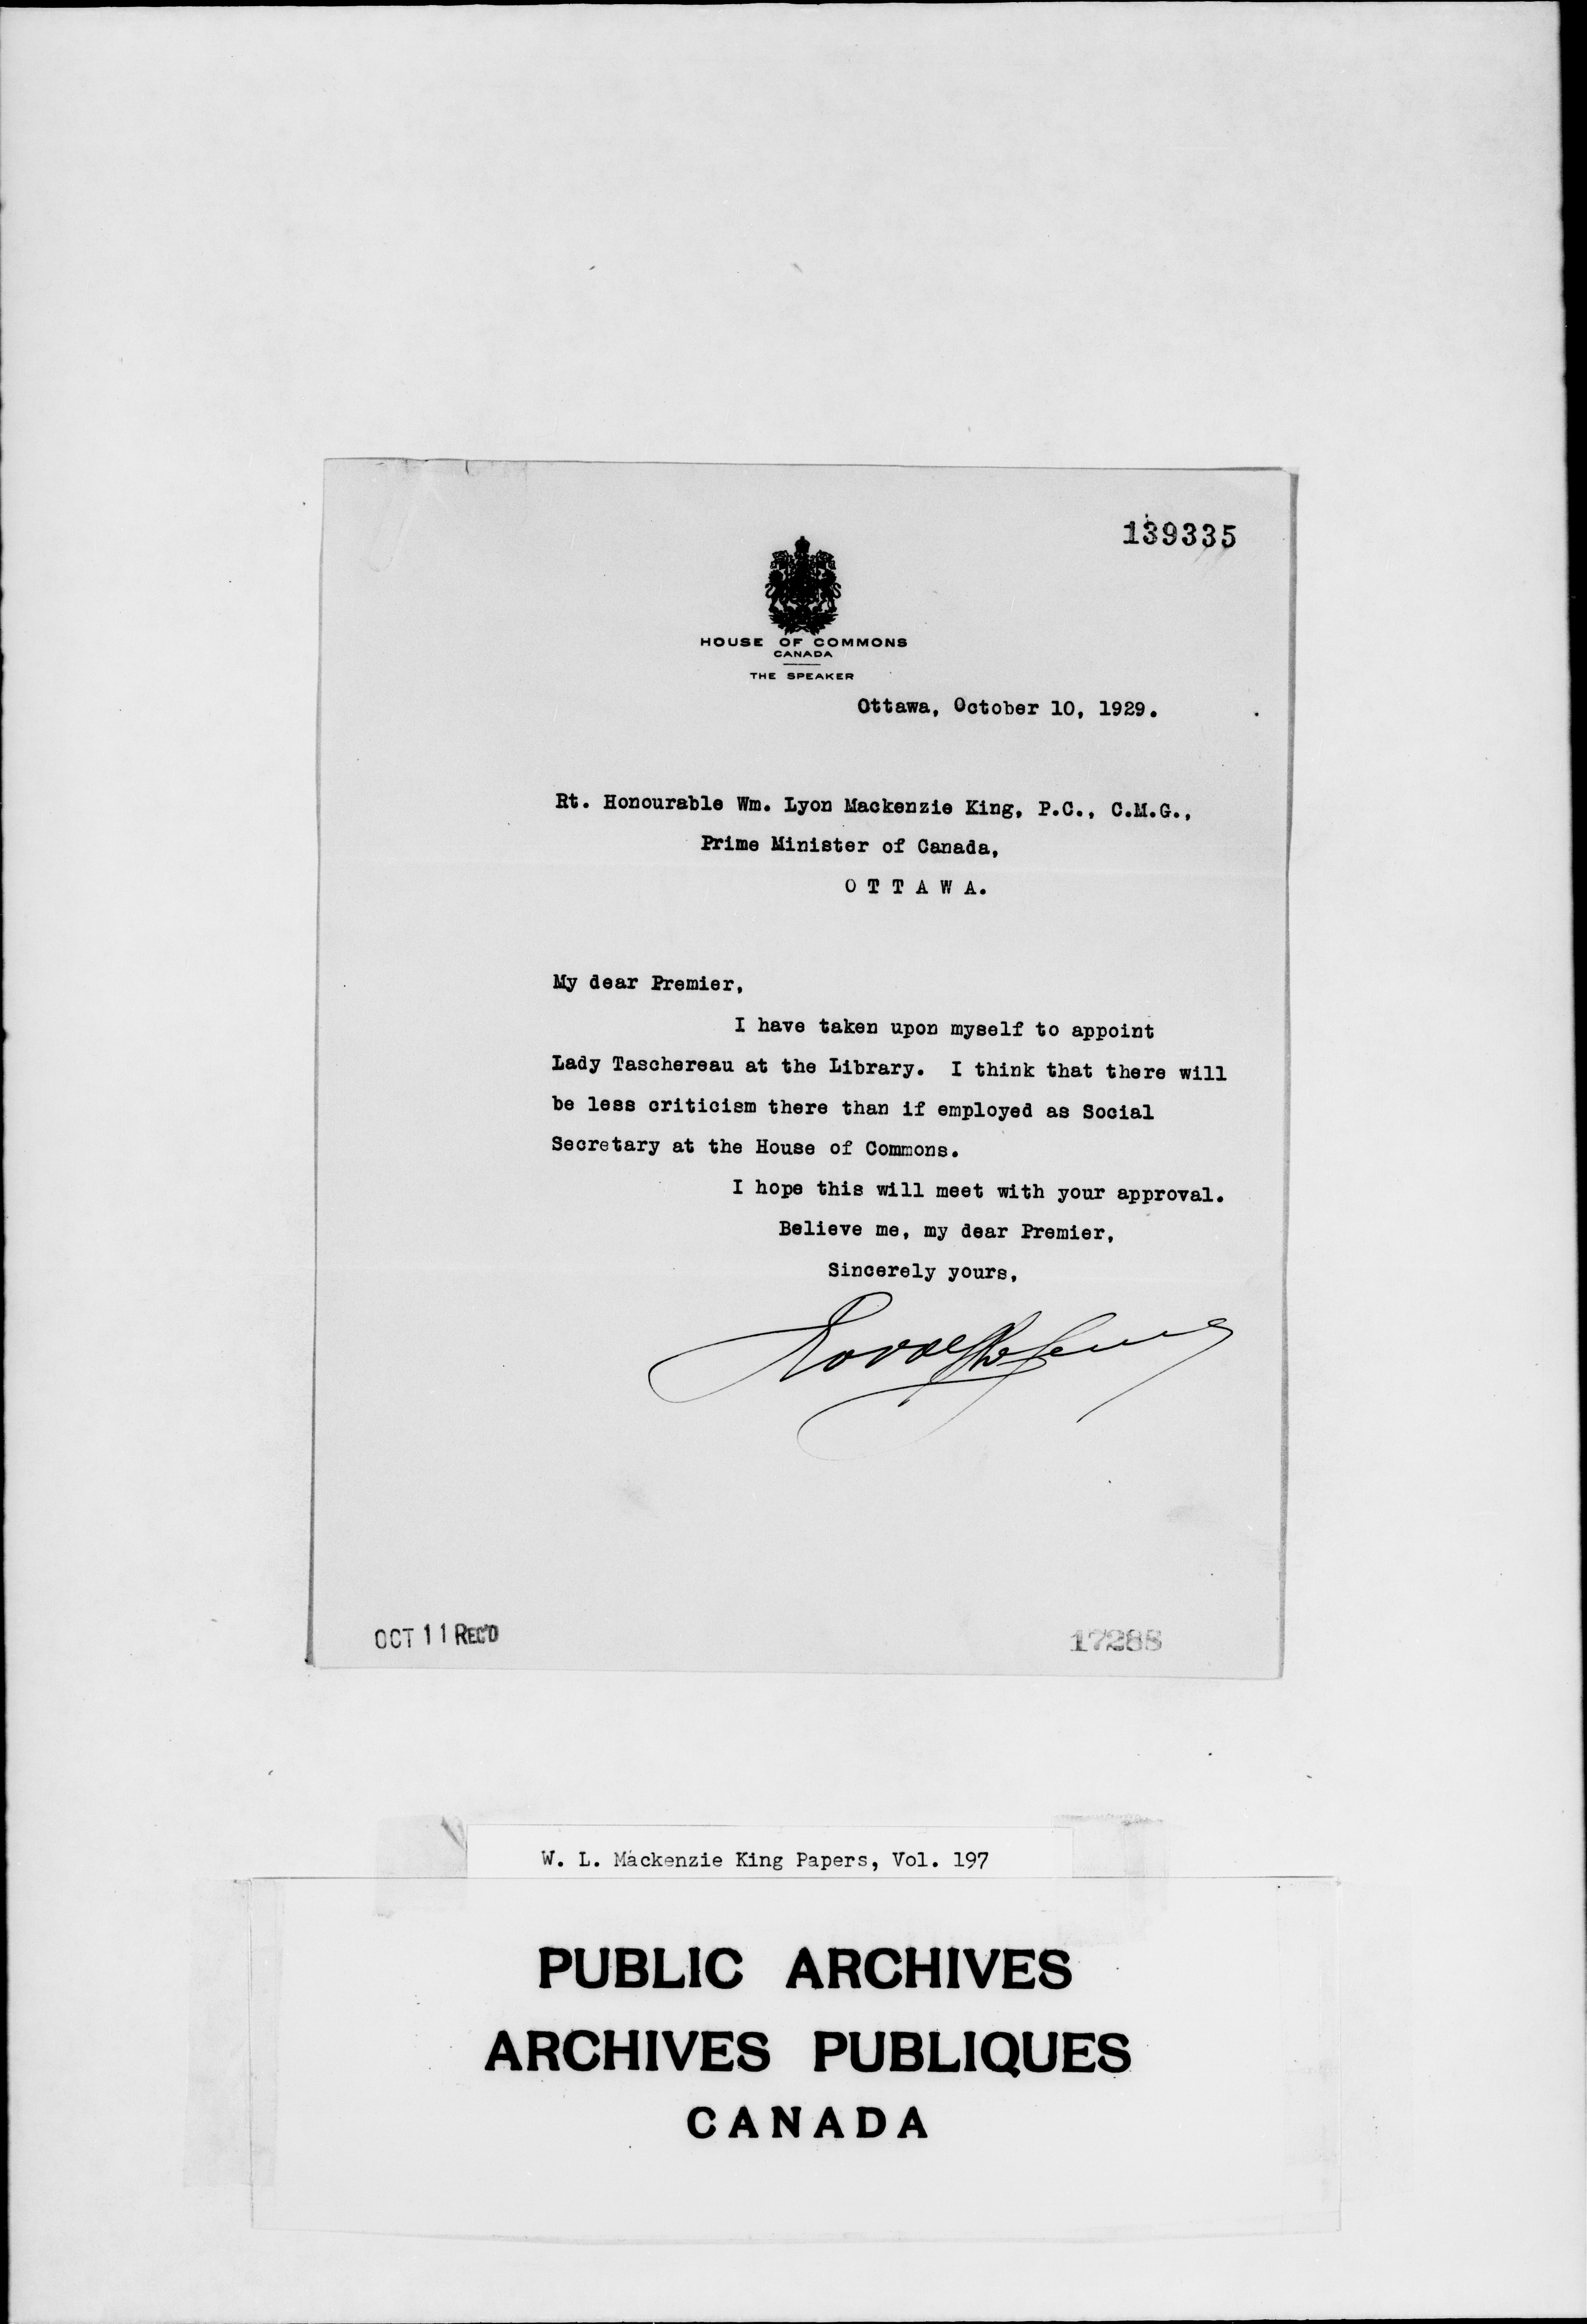 139335
HOUSE OF COMMONS
CANADA
THE SPEAKER
Ottawa, October 10, 1929.
Rt. Honourable Wm. Lyon Mackenzie King, P.C., C.M.G.,
Prime Minister of Canada,
O T T A W A.
My dear Premier,
I have taken upon myself to appoint
Lady Taschereau at the Library. I think that there will
be less criticism there than if employed as Social
Secretary at the House of Commons.
I hope this will meet with your approval.
Believe me, my dear Premier,
Sincerely yours,
OCT 11 REC'D
W. L. Mackenzie King Papers, Vol. 197
PUBLIC ARCHIVES
ARCHIVES PUBLIQUES
CANADA